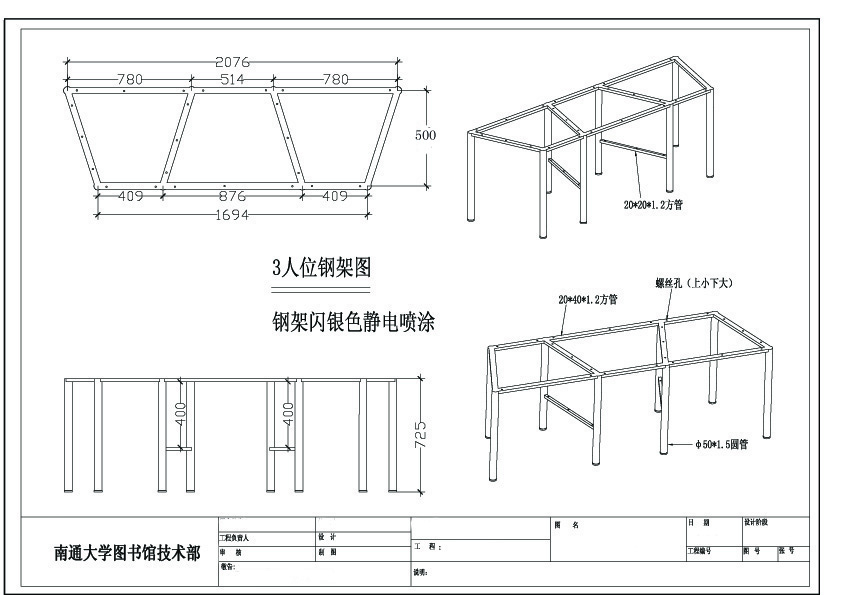 2076
780 514 780
500
409 876 409
1694
20*20*1.2方管
3人位钢架图
钢架闪银色静电喷涂
螺丝孔（上小下大）
20*40*1.2方管
φ50*1.5圆管
400 400
725
南通大学图书馆技术部
工程负责人 设 计
审 核 制 图
敬告:
工 程 :
说明:
图 名
日 期 设计阶段
工程编号 图 号 张 号